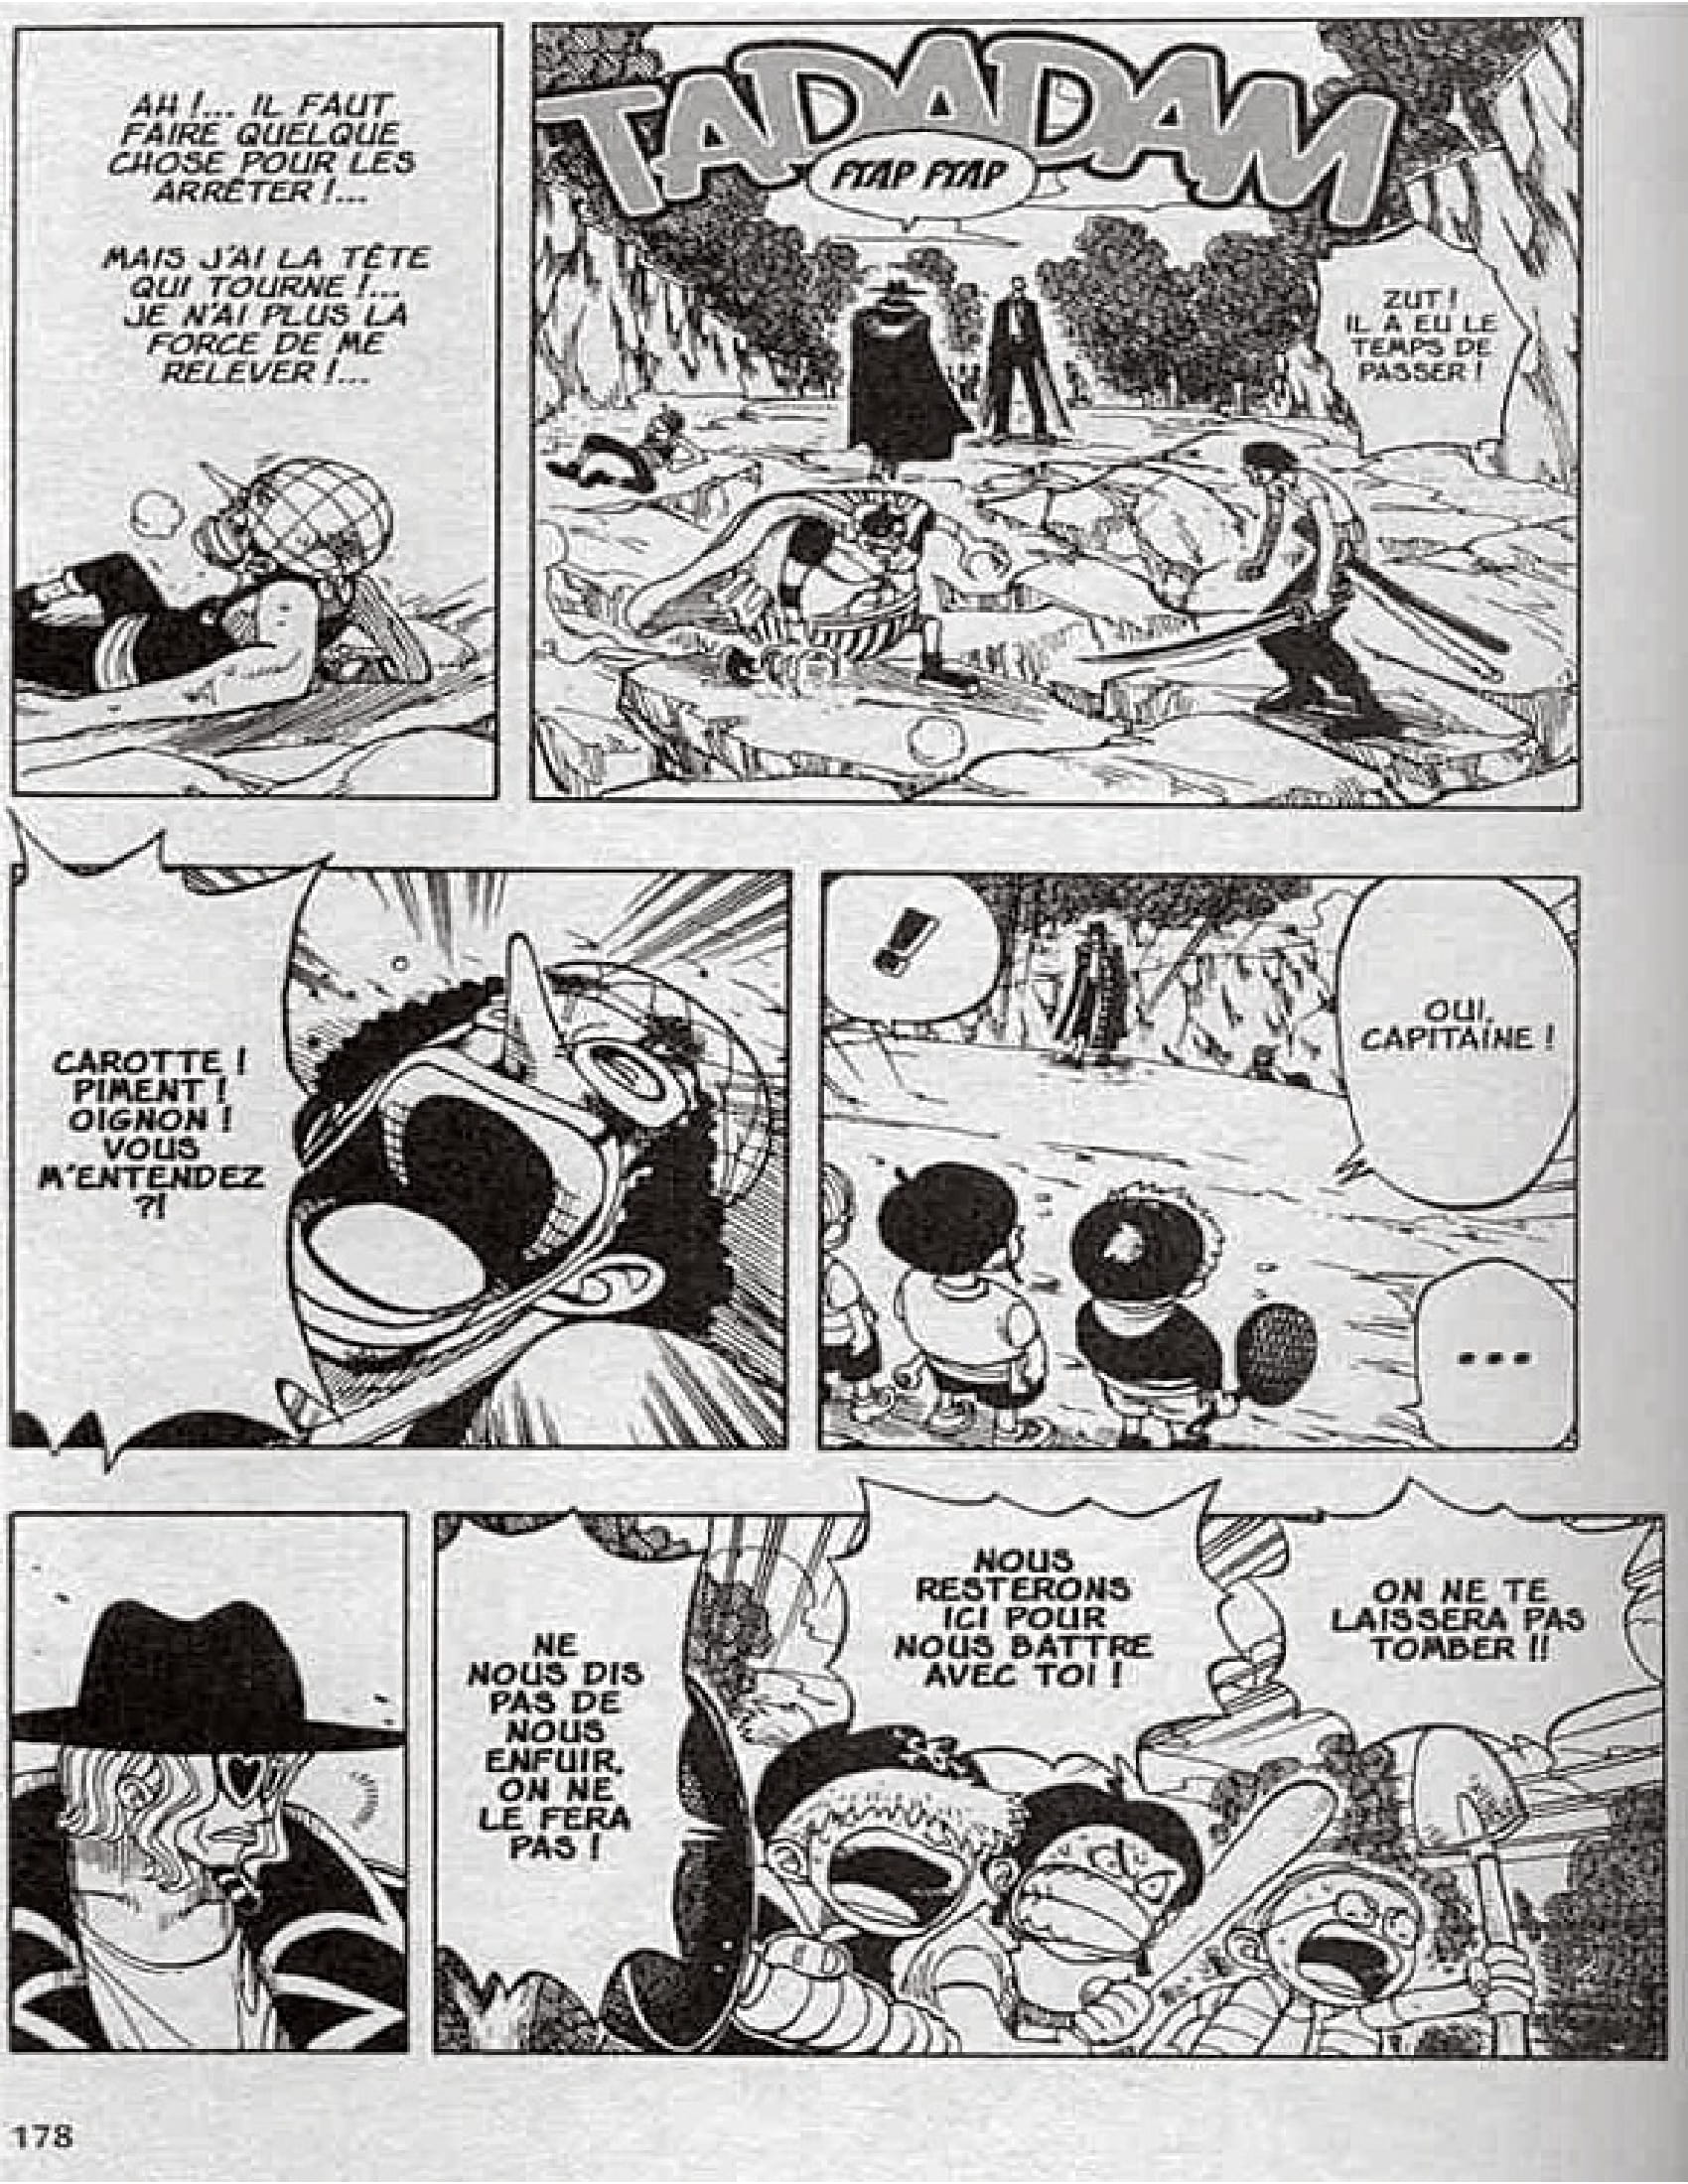 AH !... IL FAUT
FAIRE QUELQUE
CHOSE POUR LES
ARRÊTER !...
MAIS J'AI LA TÊTE
QUI TOURNE !...
JE N'AI PLUS LA
FORCE DE ME
RELEVER !...
TADADAM
FTAP FTAP
ZUT !
IL A EU LE
TEMPS DE
PASSER !
CAROTTE !
PIMENT !
OIGNON !
VOUS
M'ENTENDEZ
?!
!
OUI,
CAPITAINE !
...
NE
NOUS DIS
PAS DE
NOUS
ENFUIR.
ON NE
LE FERA
PAS !
NOUS
RESTERONS
ICI POUR
NOUS BATTRE
AVEC TOI !
ON NE TE
LAISSERA PAS
TOMBER !!
178